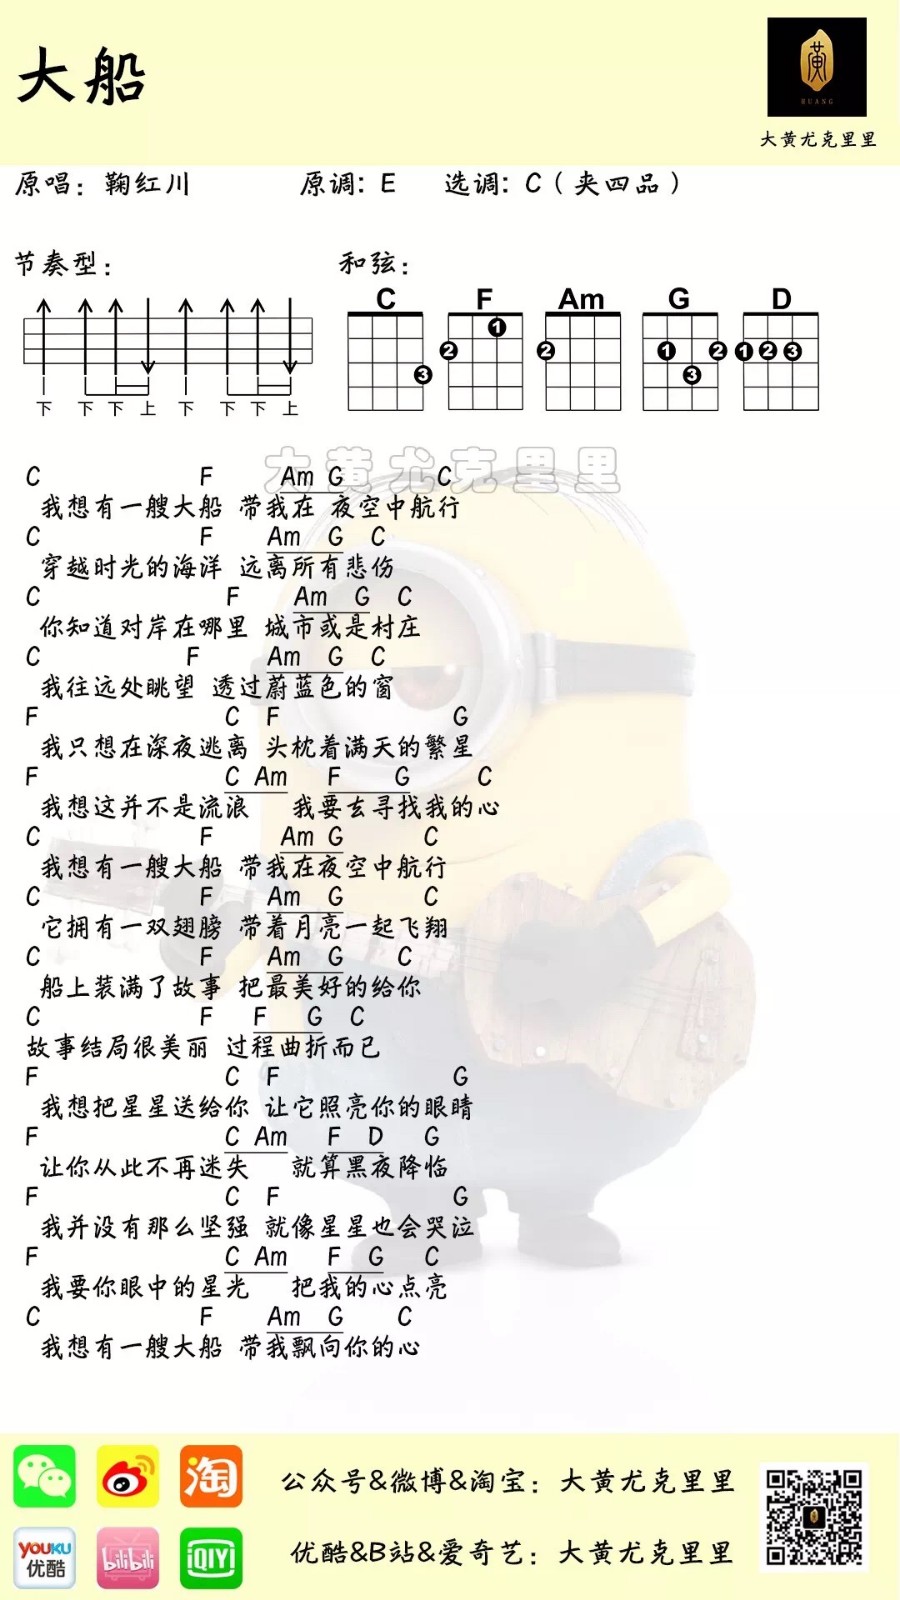 大船
黄
HUANG
大黄尤克里里
原唱：鞠红川 原调：E 选调：C（夹四品）
节奏型： 和弦：
C F Am G D
1 2 3 2 1 2 3 1 2 3
下 下 下 上 下 下 下 上
大黄尤克里里
C F Am G C
我想有一艘大船 带我在 夜空中航行
C F Am G C
穿越时光的海洋 远离所有悲伤
C F Am G C
你知道对岸在哪里 城市或是村庄
C F Am G C
我往远处眺望 透过蔚蓝色的窗
F C F G
我只想在深夜逃离 头枕着满天的繁星
F C Am F G C
我想这并不是流浪 我要去寻找我的心
C F Am G C
我想有一艘大船 带我在夜空中航行
C F Am G C
它拥有一双翅膀 带着月亮一起飞翔
C F Am G C
船上装满了故事 把最美好的给你
C F F G C
故事结局很美丽 过程曲折而已
F C F G
我想把星星送给你 让它照亮你的眼睛
F C Am F D G
让你从此不再迷失 就算黑夜降临
F C F G
我并没有那么坚强 就像星星也会哭泣
F C Am F G C
我要你眼中的星光 把我的心点亮
C F Am G C
我想有一艘大船 带我飘向你的心
淘
公众号&微博&淘宝：大黄尤克里里
YOUKU
优酷
bilibili
iQIYI
优酷&B站&爱奇艺：大黄尤克里里